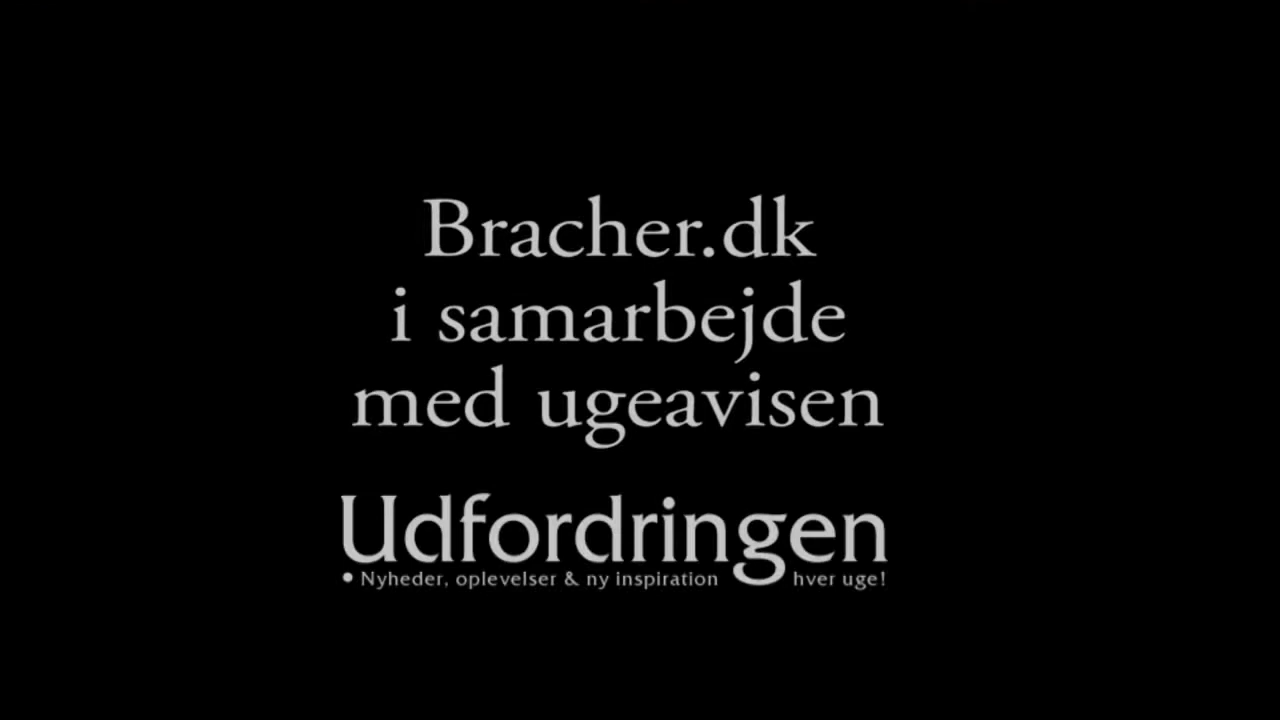 Bracher.dk
i samarbejde
med ugeavisen
Udfordringen
• Nyheder, oplevelser & ny inspiration hver uge!